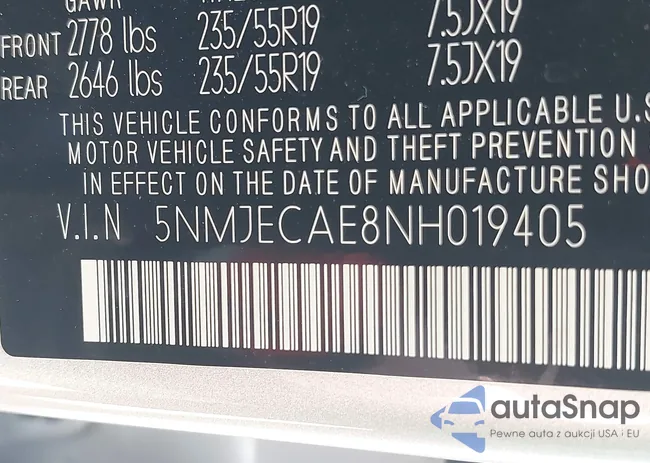 GAWR
FRONT 2778 lbs 235/55R19 7.5JX19
REAR 2646 lbs 235/55R19 7.5JX19
THIS VEHICLE CONFORMS TO ALL APPLICABLE U.S
MOTOR VEHICLE SAFETY AND THEFT PREVENTION
IN EFFECT ON THE DATE OF MANUFACTURE SHO
V.I.N 5NMJECAE8NH019405
autaSnap
Pewne auta z aukcji USA i EU